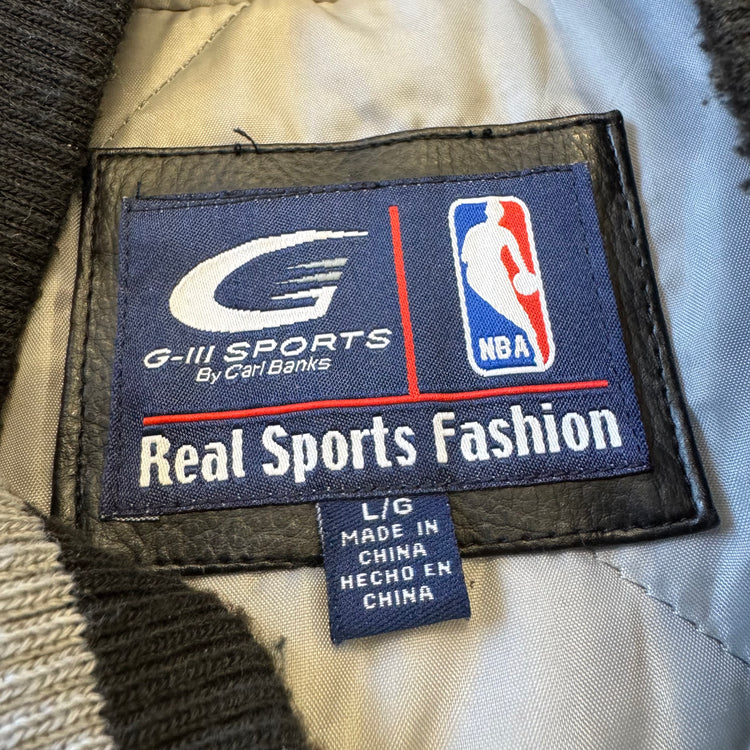 G-III SPORTS
By Carl Banks
NBA
Real Sports Fashion
L/G
MADE IN
CHINA
HECHO EN
CHINA